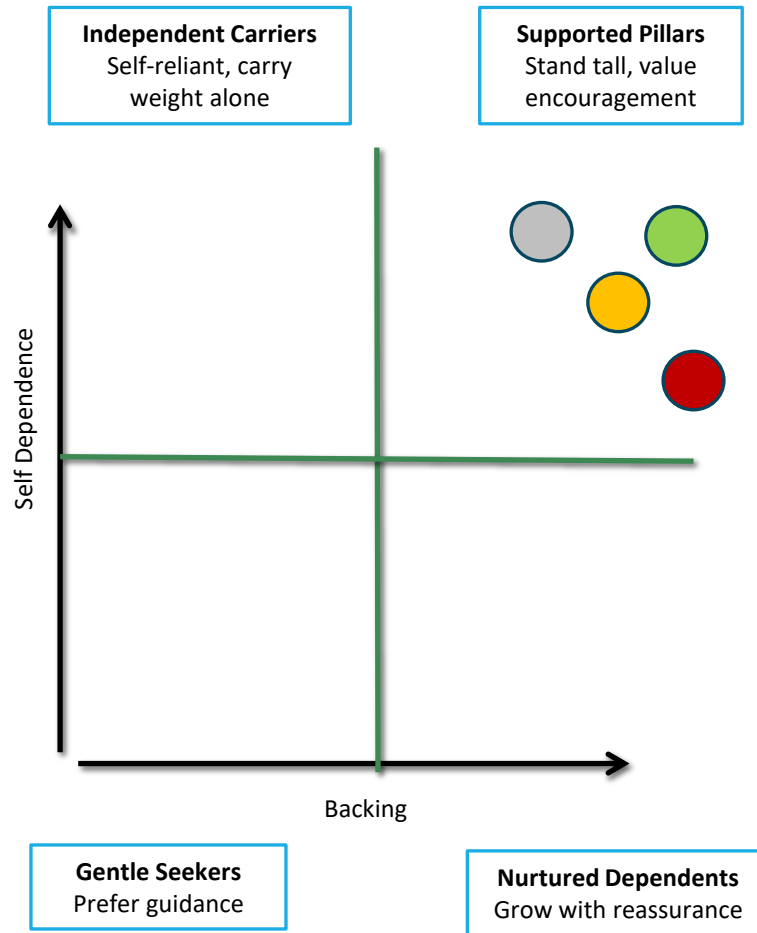 Independent Carriers
Self-reliant, carry
weight alone
Supported Pillars
Stand tall, value
encouragement
Self Dependence
Backing
Gentle Seekers
Prefer guidance
Nurtured Dependents
Grow with reassurance